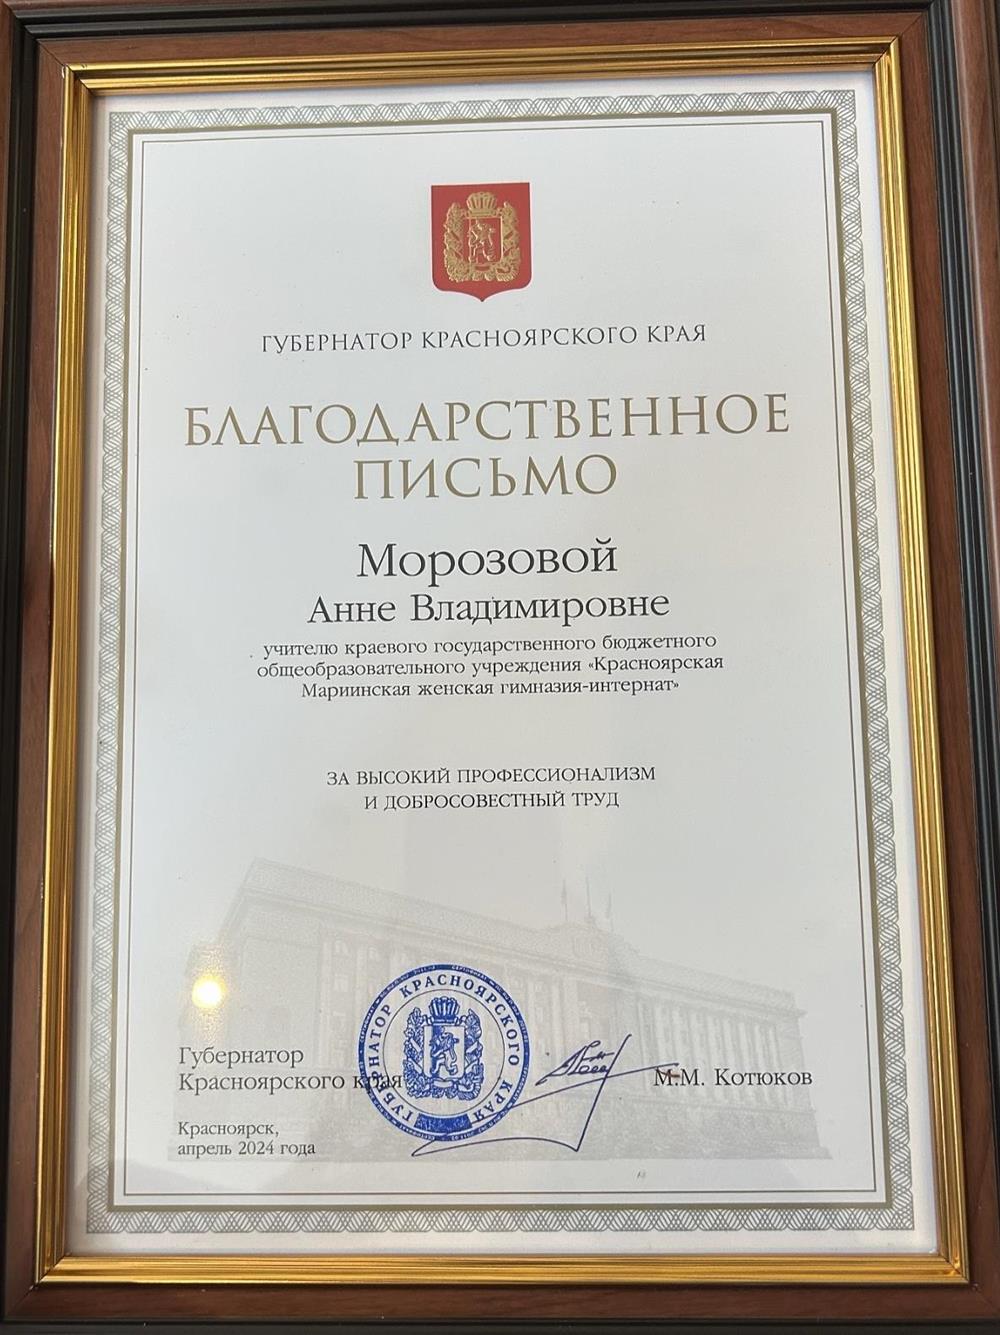 ГУБЕРНАТОР КРАСНОЯРСКОГО КРАЯ
БЛАГОДАРСТВЕННОЕ
ПИСЬМО
Морозовой
Анне Владимировне
учителю краевого государственного бюджетного
общеобразовательного учреждения «Красноярская
Мариинская женская гимназия-интернат»
ЗА ВЫСОКИЙ ПРОФЕССИОНАЛИЗМ
И ДОБРОСОВЕСТНЫЙ ТРУД
Губернатор
Красноярского края
ГУБЕРНАТОР КРАСНОЯРСКОГО КРАЯ
М.М. Котюков
Красноярск,
апрель 2024 года